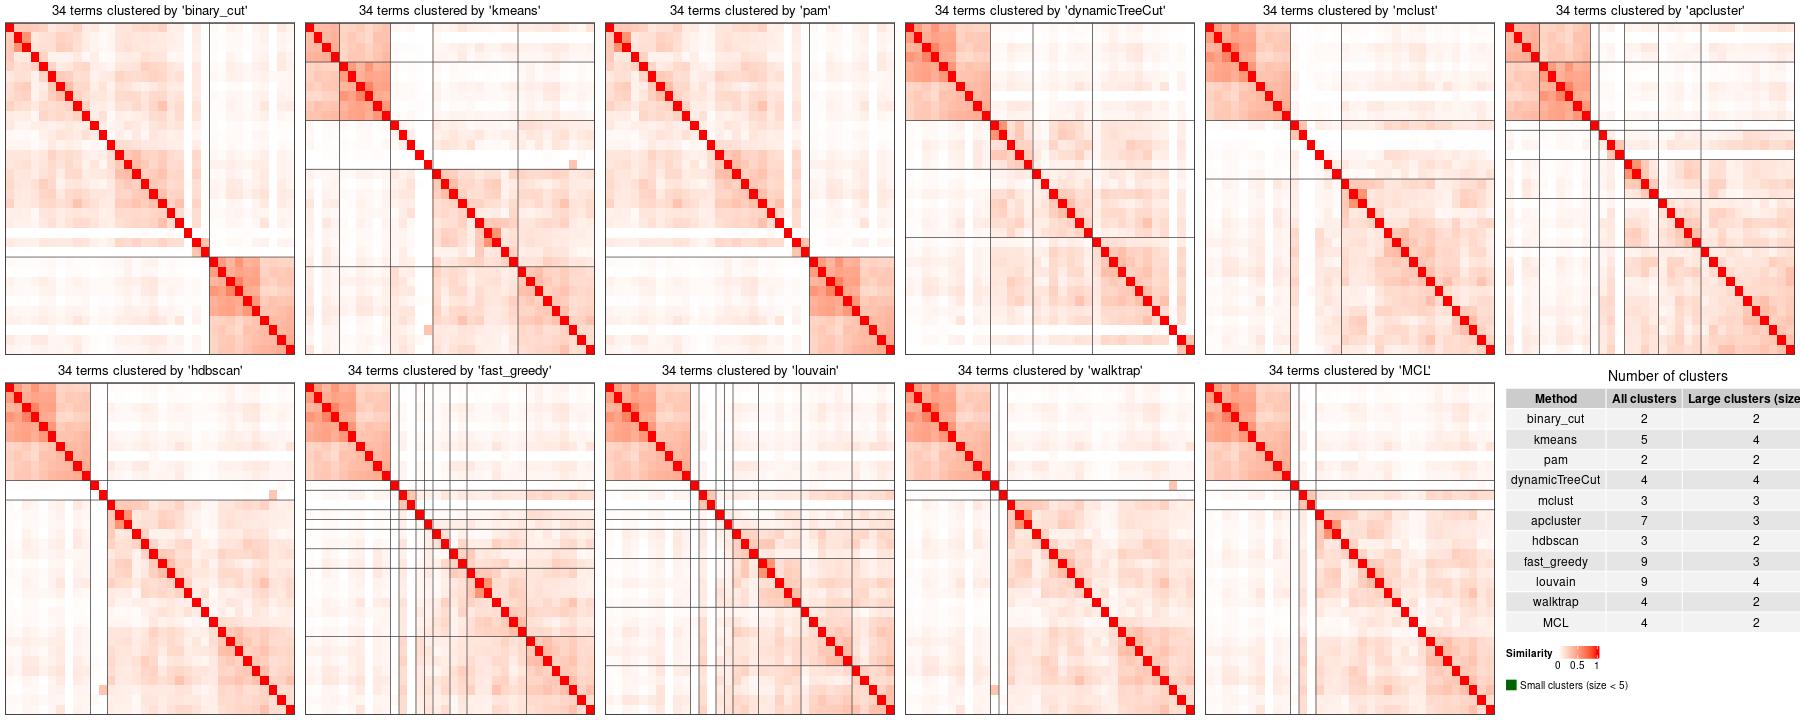 34 terms clustered by 'binary_cut'
34 terms clustered by 'kmeans'
34 terms clustered by 'pam'
34 terms clustered by 'dynamicTreeCut'
34 terms clustered by 'mclust'
34 terms clustered by 'apcluster'
34 terms clustered by 'hdbscan'
34 terms clustered by 'fast_greedy'
34 terms clustered by 'louvain'
34 terms clustered by 'walktrap'
34 terms clustered by 'MCL'
Number of clusters
Method All clusters Large clusters (size
binary_cut 2 2
kmeans 5 4
pam 2 2
dynamicTreeCut 4 4
mclust 3 3
apcluster 7 3
hdbscan 3 2
fast_greedy 9 3
louvain 9 4
walktrap 4 2
MCL 4 2
Similarity
0 0.5 1
Small clusters (size < 5)